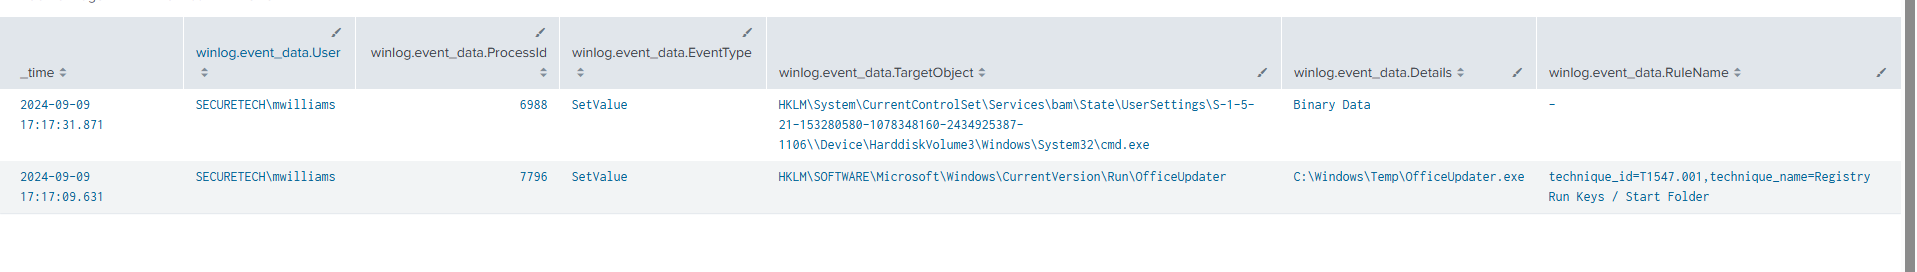 _time
winlog.event_data.User
winlog.event_data.ProcessId
winlog.event_data.EventType
winlog.event_data.TargetObject
winlog.event_data.Details
winlog.event_data.RuleName
2024-09-09
17:17:31.871
SECURETECH\mwilliams
6988
SetValue
HKLM\System\CurrentControlSet\Services\bam\State\UserSettings\S-1-5-
21-153280580-1078348160-2434925387-
1106\\Device\HarddiskVolume3\Windows\System32\cmd.exe
Binary Data
-
2024-09-09
17:17:09.631
SECURETECH\mwilliams
7796
SetValue
HKLM\SOFTWARE\Microsoft\Windows\CurrentVersion\Run\OfficeUpdater
C:\Windows\Temp\OfficeUpdater.exe
technique_id=T1547.001,technique_name=Registry
Run Keys / Start Folder